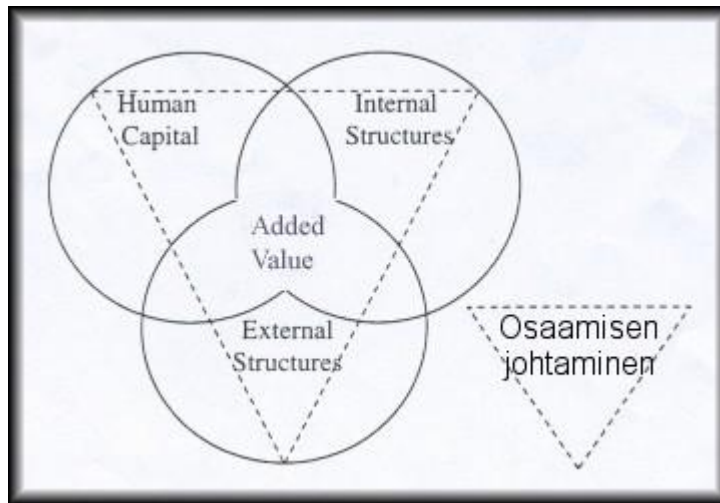 Human
Capital
Internal
Structures
Added
Value
External
Structures
Osaamisen
johtaminen